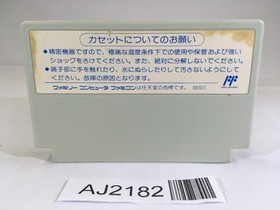 カセットについてのお願い
●精密機器ですので、極端な温度条件下での使用や保管および強い
ショックをさけてください。また、絶対に分解しないでください。
●端子部に手を触れたり、水にぬらしたりして汚さないようにして
ください。故障の原因となります。
ファミリーコンピュータ ファミコンは任天堂の商標です。
FF
AJ2182